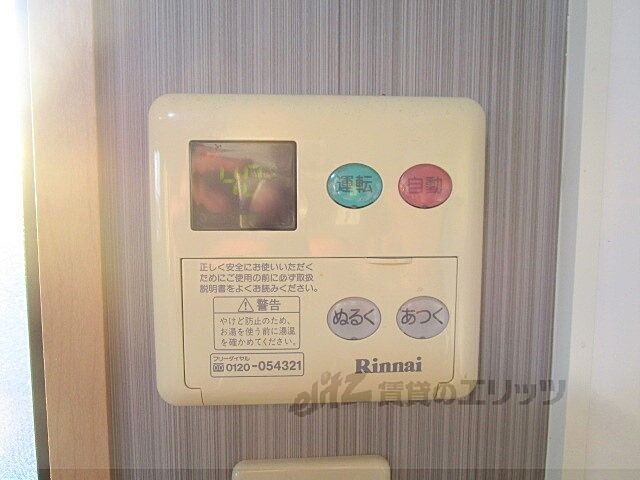 運転
自動
正しく安全にお使いいただく
ためにご使用の前に必ず取扱
説明書をよくお読みください。
警告
やけど防止のため、
お湯を使う前に湯温
を確かめてください。
フリーダイヤル
0120-054321
ぬるく
あつく
Rinnai
elitz 賃貸のエリッツ